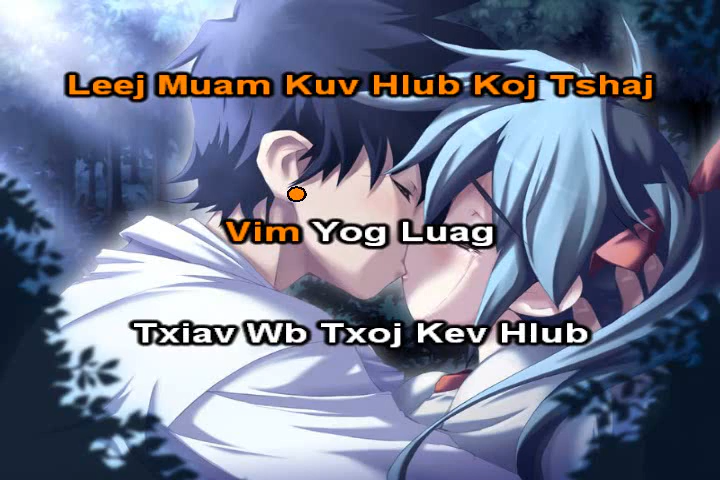 Leej Muam Kuv Hlub Koj Tshaj
Vim Yog Luag
Txiav Wb Txoj Kev Hlub